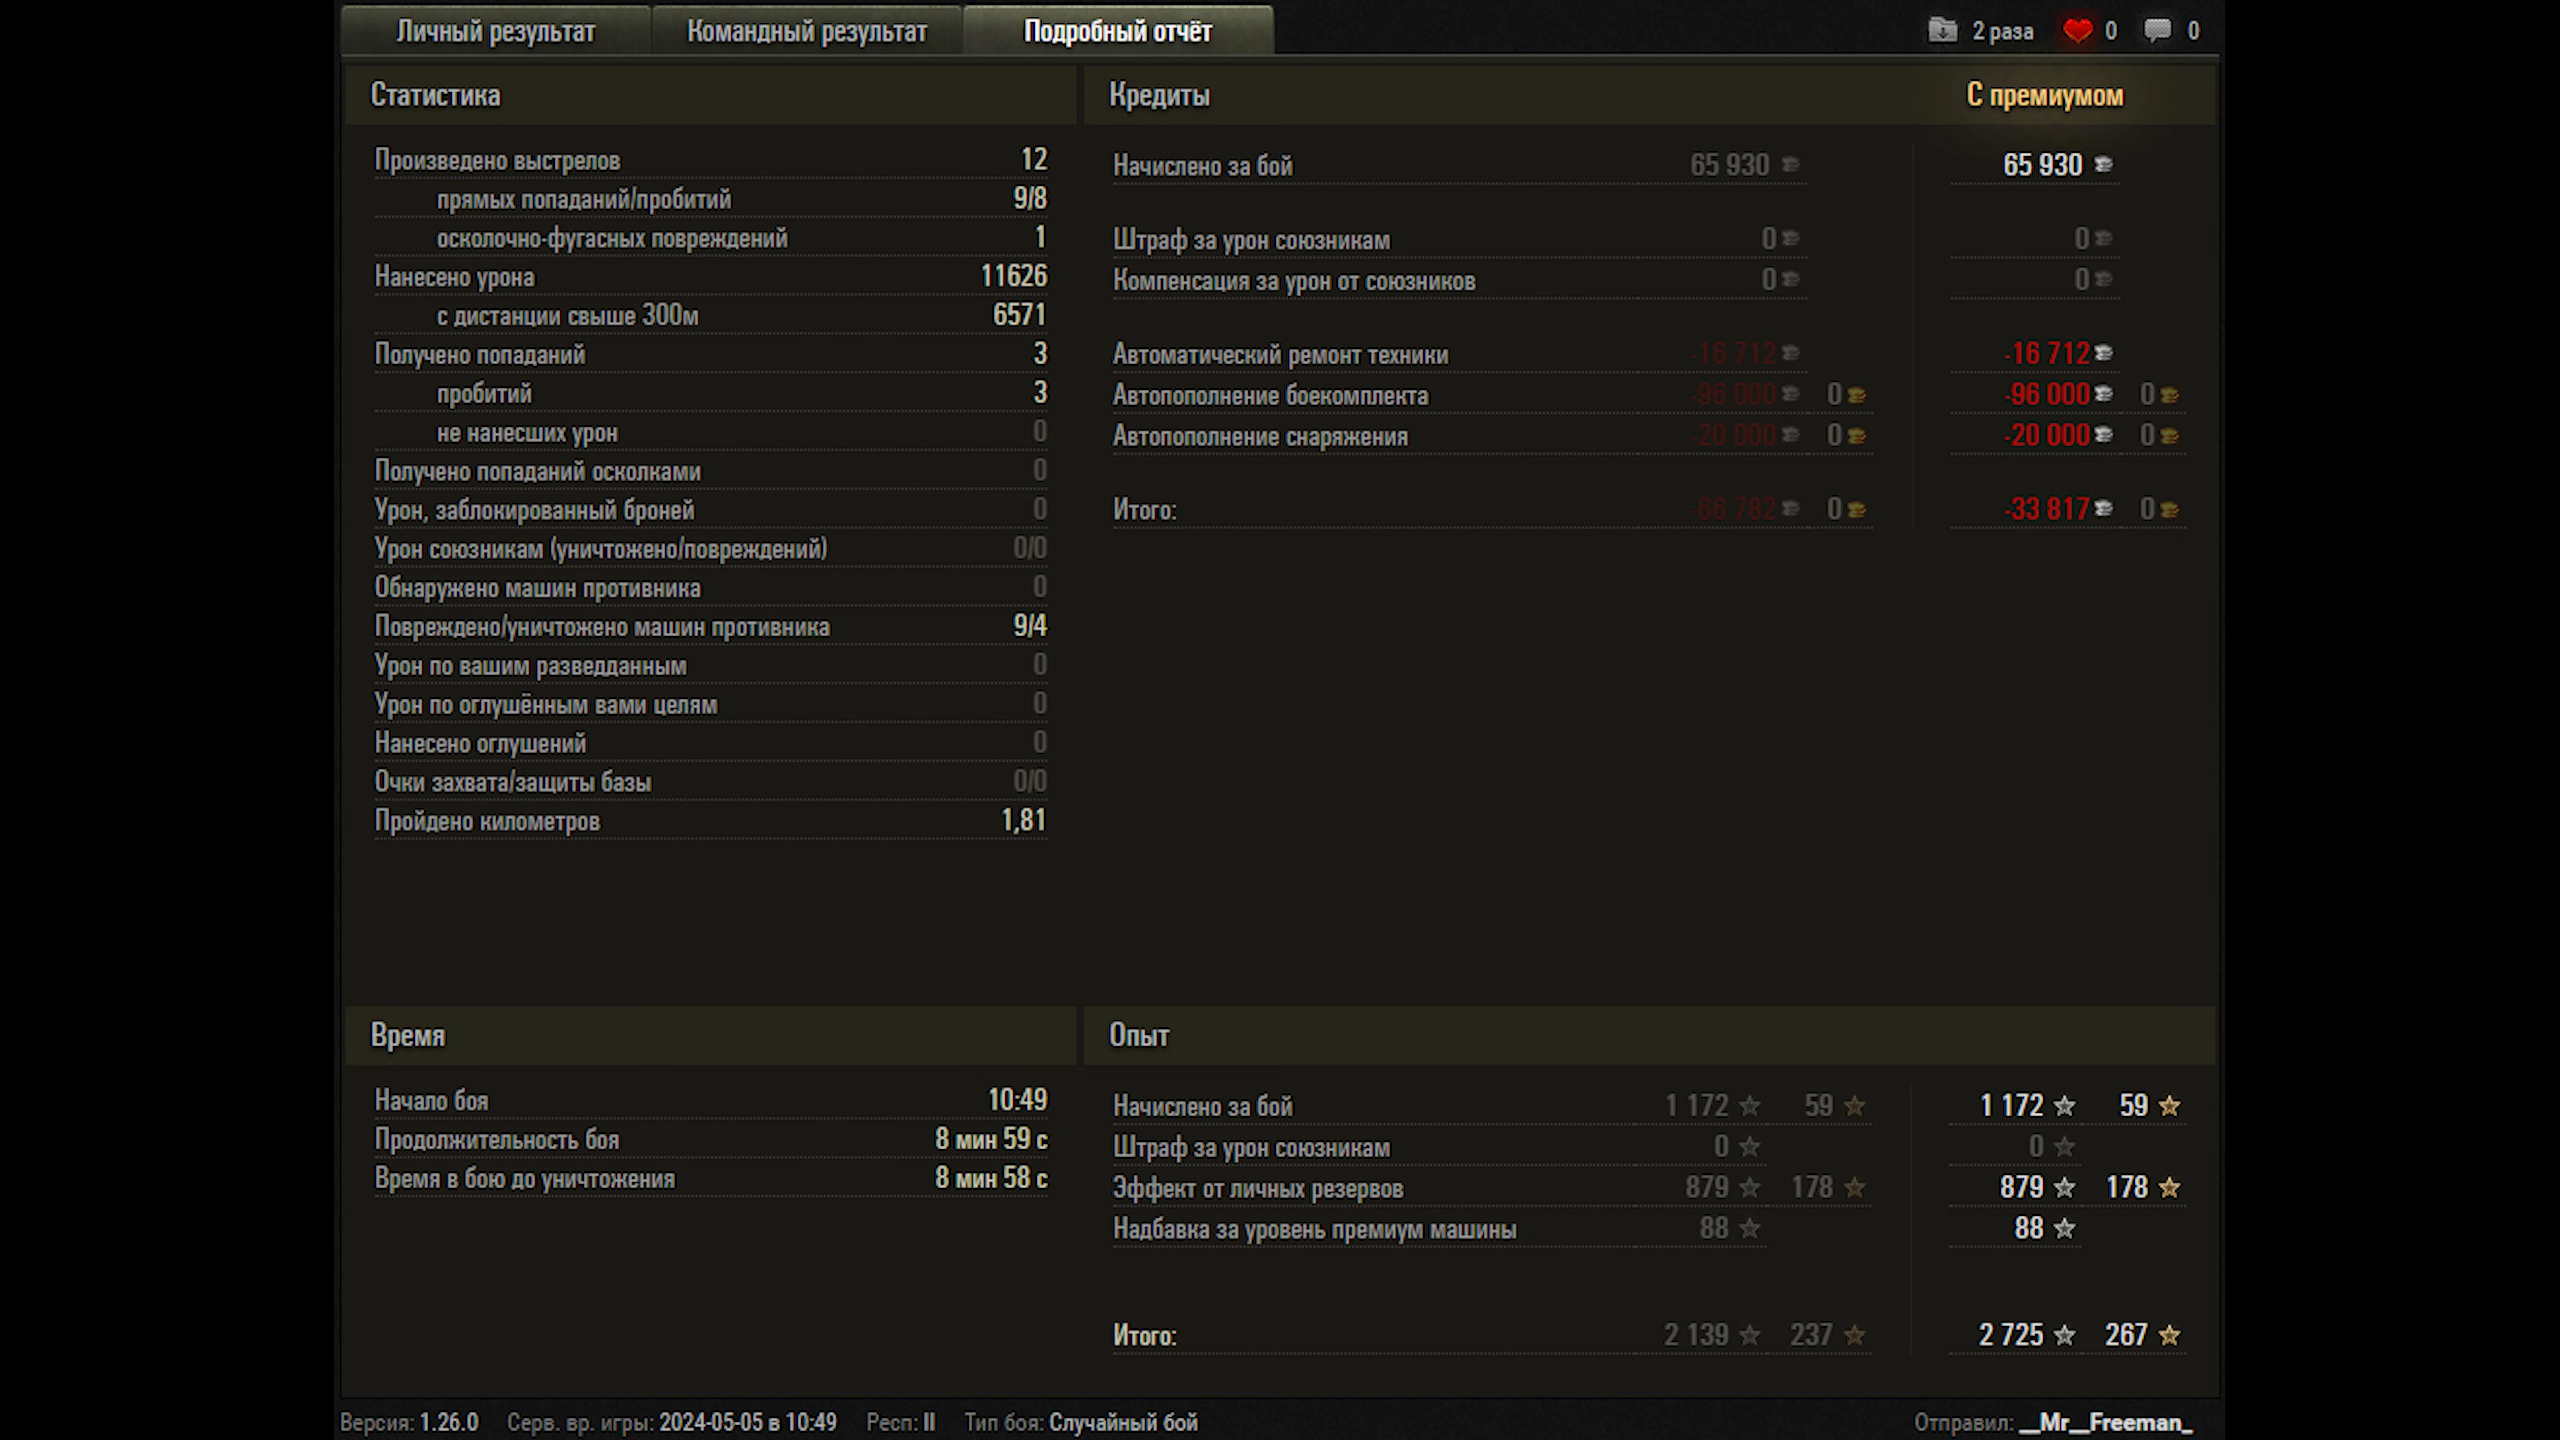 Личный результат Командный результат Подробный отчёт 2 раза 0 0
Статистика
Произведено выстрелов 12
прямых попаданий/пробитий 9/8
осколочно-фугасных повреждений 1
Нанесено урона 11626
с дистанции свыше 300м 6571
Получено попаданий 3
пробитий 3
не нанесших урон 0
Получено попаданий осколками 0
Урон, заблокированный броней 0
Урон союзникам (уничтожено/повреждений) 0/0
Обнаружено машин противника 0
Повреждено/уничтожено машин противника 9/4
Урон по вашим разведданным 0
Урон по оглушённым вами целям 0
Нанесено оглушений 0
Очки захвата/защиты базы 0/0
Пройдено километров 1,81
Кредиты С премиумом
Начислено за бой 65 930 65 930
Штраф за урон союзникам 0 0
Компенсация за урон от союзников 0 0
Автоматический ремонт техники -16 712 -16 712
Автопополнение боекомплекта -96 000 0 -96 000 0
Автопополнение снаряжения -20 000 0 -20 000 0
Итого: -66 782 0 -33 817 0
Время
Начало боя 10:49
Продолжительность боя 8 мин 59 с
Время в бою до уничтожения 8 мин 58 с
Опыт
Начислено за бой 1 172 59 1 172 59
Штраф за урон союзникам 0 0
Эффект от личных резервов 879 178 879 178
Надбавка за уровень премиум машины 88 88
Итого: 2 139 237 2 725 267
Версия: 1.26.0 Серв. вр. игры: 2024-05-05 в 10:49 Респ: II Тип боя: Случайный бой Отправил: __Mr__Freeman_